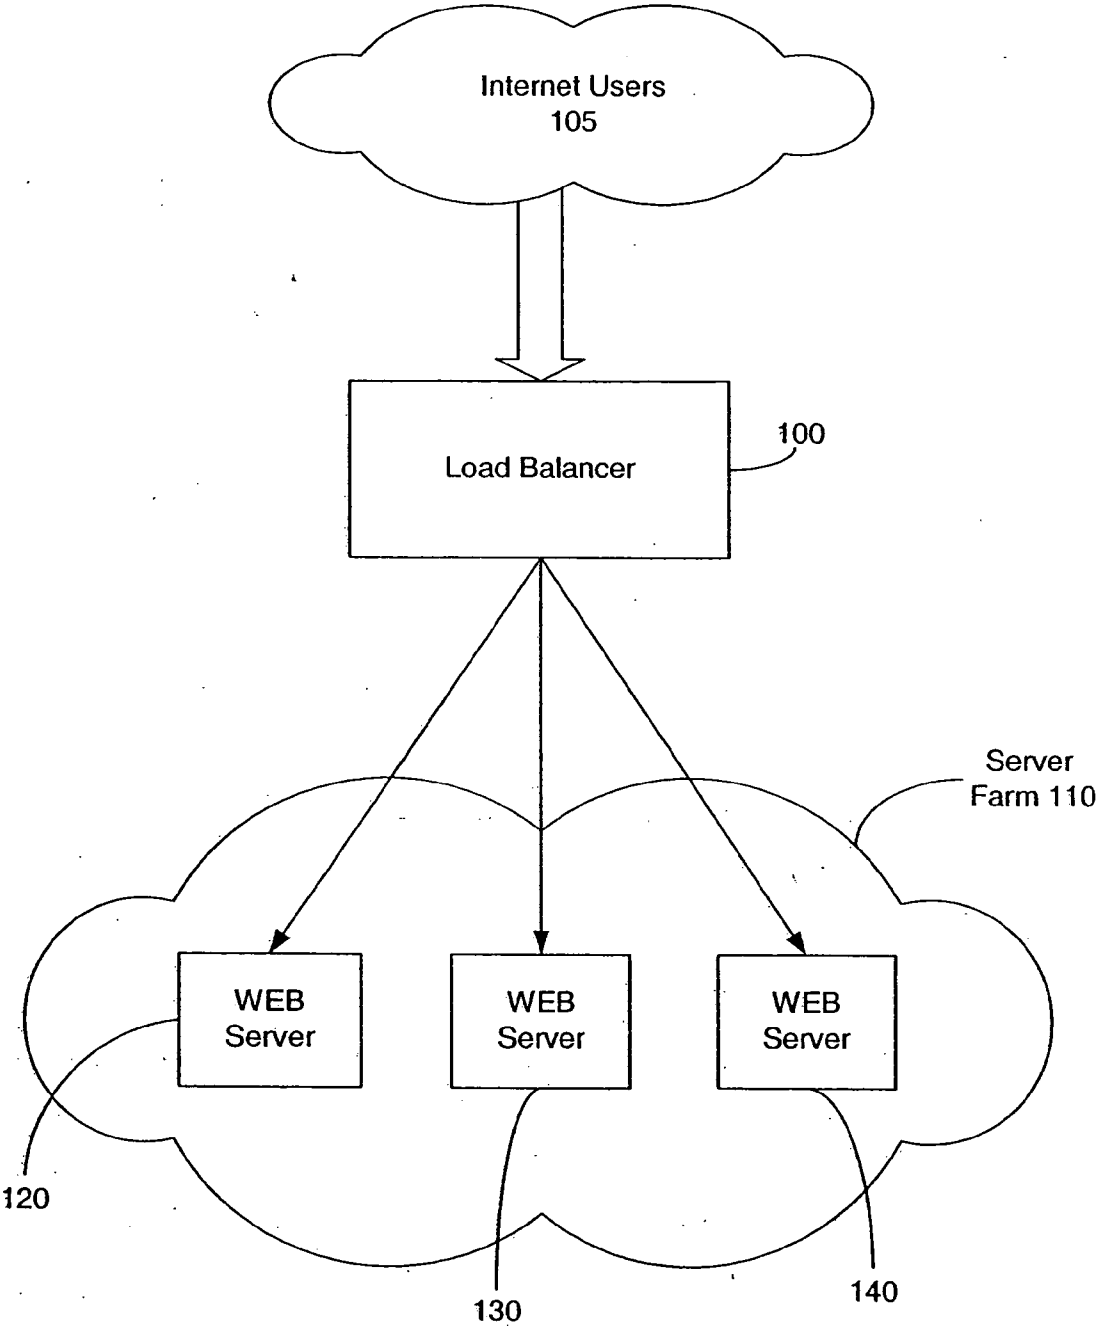 Internet Users
105
100
Load Balancer
Server
Farm 110
WEB
Server
WEB
Server
WEB
Server
120
130
140